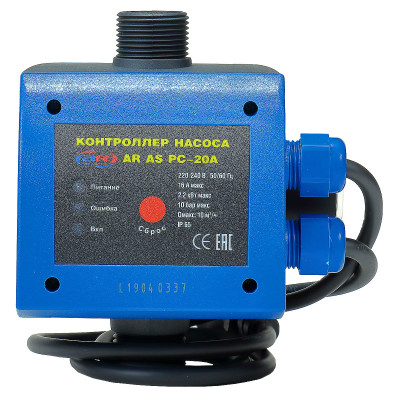 КОНТРОЛЛЕР НАСОСА
AR AS PC-20A
220 240 В 50/60 Гц
16 А макс
2.2 кВт макс
10 бар макс
Qмакс: 10 м³/ч
IP 65
Питание
Ошибка
Вкл
Сброс
CE EAC
L19040337